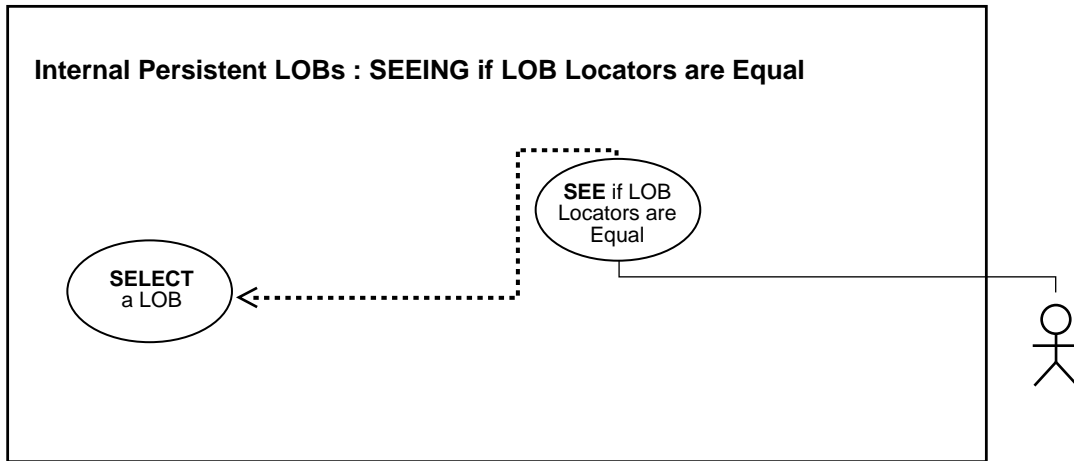 Internal Persistent LOBs : SEEING if LOB Locators are Equal
SEE if LOB
Locators are
Equal
SELECT
a LOB